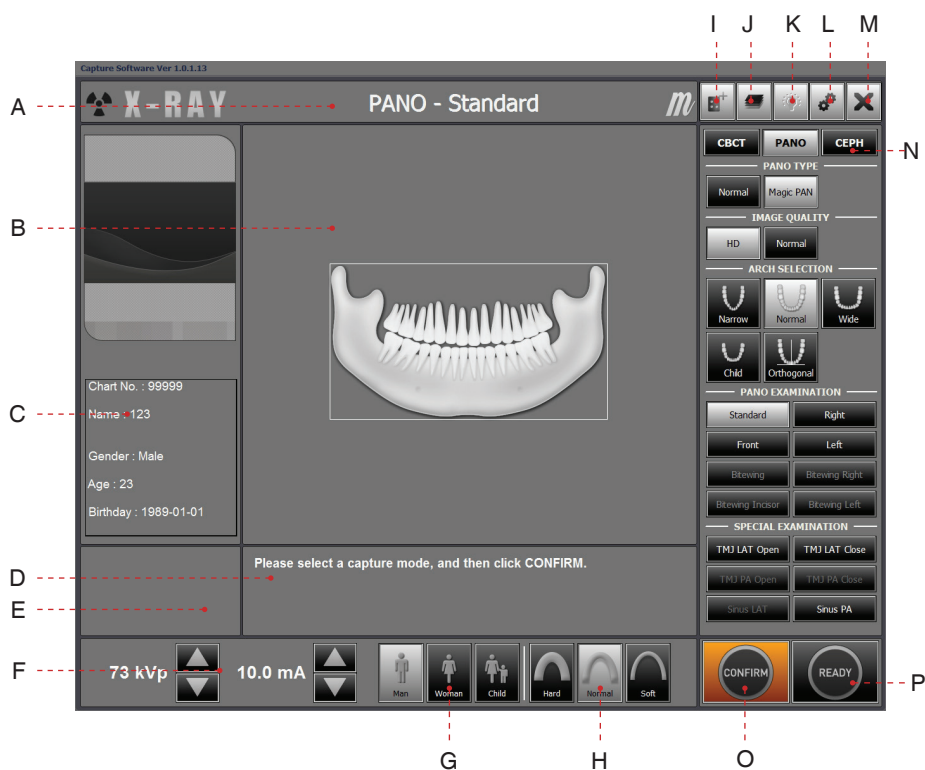 I J K L M
Capture Software Ver 1.0.1.13
A
X-RAY
PANO - Standard
m
CBCT PANO CEPH
N
PANO TYPE
Normal Magic PAN
B
IMAGE QUALITY
HD Normal
ARCH SELECTION
Narrow Normal Wide
Child Orthogonal
C
Chart No. : 99999
Name : 123
Gender : Male
Age : 23
Birthday : 1989-01-01
PANO EXAMINATION
Standard Right
Front Left
Bitewing Bitewing Right
Bitewing Incisor Bitewing Left
SPECIAL EXAMINATION
TMJ LAT Open TMJ LAT Close
TMJ PA Open TMJ PA Close
Sinus LAT Sinus PA
D
Please select a capture mode, and then click CONFIRM.
E
F
73 kVp 10.0 mA
Man Woman Child Hard Normal Soft
CONFIRM READY
P
G H O